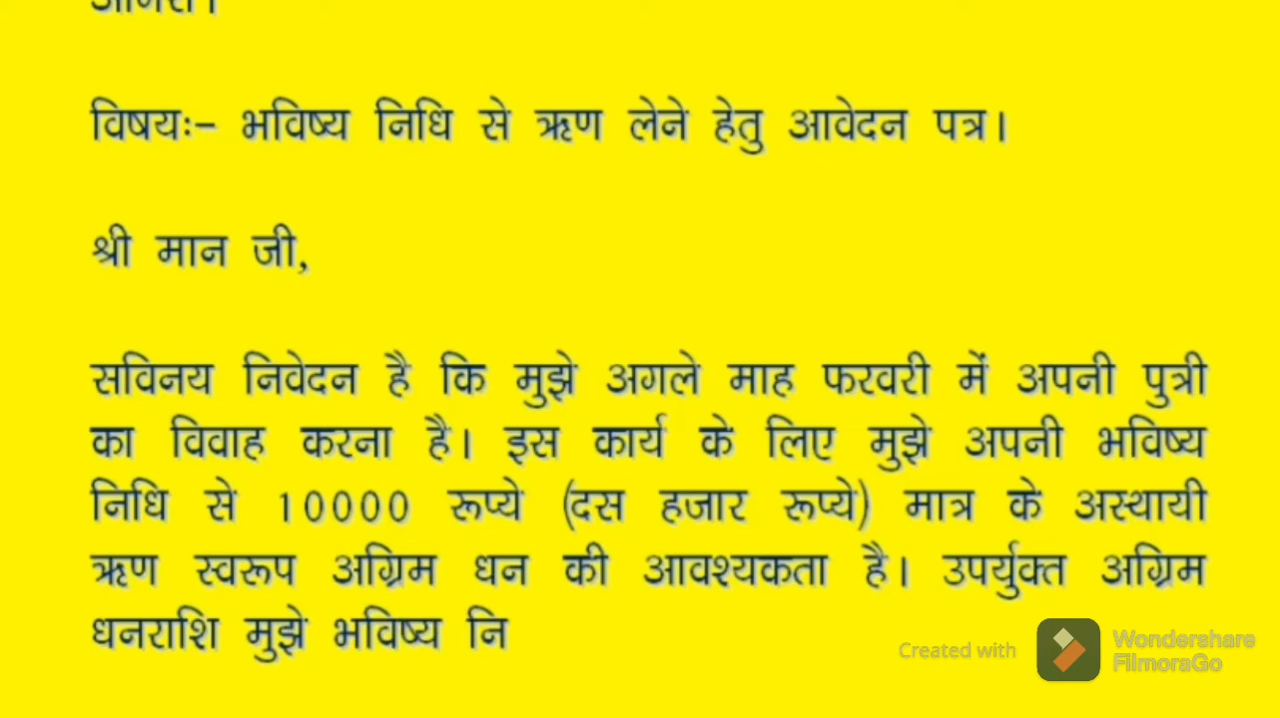 विषयः- भविष्य निधि से ऋण लेने हेतु आवेदन पत्र।
श्री मान जी,
सविनय निवेदन है कि मुझे अगले माह फरवरी में अपनी पुत्री
का विवाह करना है। इस कार्य के लिए मुझे अपनी भविष्य
निधि से 10000 रूप्ये (दस हजार रूप्ये) मात्र के अस्थायी
ऋण स्वरूप अग्रिम धन की आवश्यकता है। उपर्युक्त अग्रिम
धनराशि मुझे भविष्य नि
Created with Wondershare
FilmoraGo